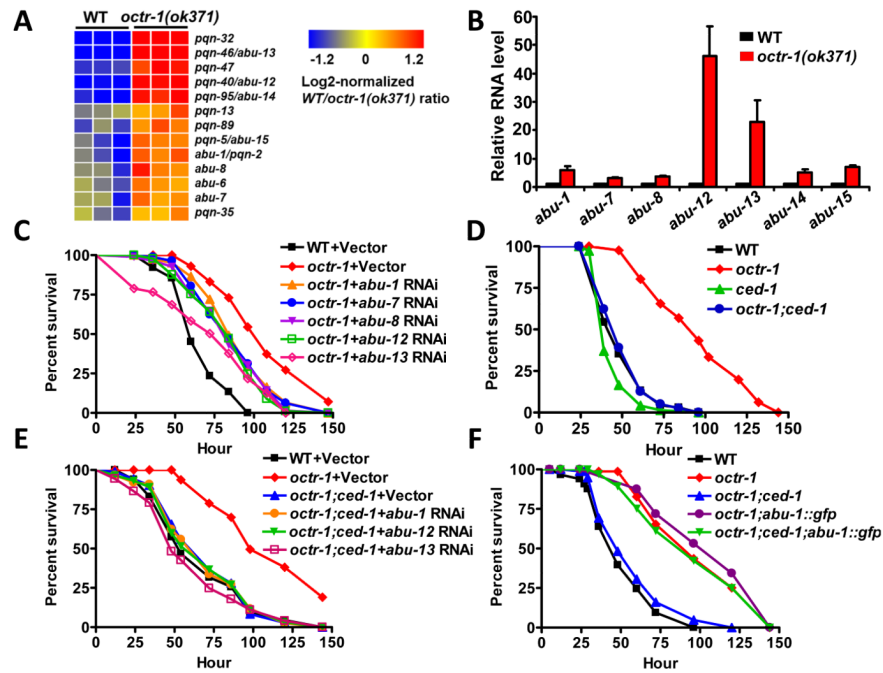 A
WT octr-1(ok371)
pqn-32
pqn-46/abu-13
pqn-47
pqn-40/abu-12
pqn-95/abu-14
pqn-13
pqn-89
pqn-5/abu-15
abu-1/pqn-2
abu-8
abu-6
abu-7
pqn-35
-1.2 0 1.2
Log2-normalized
WT/octr-1(ok371) ratio
B
Relative RNA level
60
50
40
30
20
10
0
WT
octr-1(ok371)
abu-1 abu-7 abu-8 abu-12 abu-13 abu-14 abu-15
C
Percent survival
100
75
50
25
0
0 25 50 75 100 125 150
Hour
WT+Vector
octr-1+Vector
octr-1+abu-1 RNAi
octr-1+abu-7 RNAi
octr-1+abu-8 RNAi
octr-1+abu-12 RNAi
octr-1+abu-13 RNAi
D
Percent survival
100
75
50
25
0
0 25 50 75 100 125 150
Hour
WT
octr-1
ced-1
octr-1;ced-1
E
Percent survival
100
75
50
25
0
0 25 50 75 100 125 150
Hour
WT+Vector
octr-1+Vector
octr-1;ced-1+Vector
octr-1;ced-1+abu-1 RNAi
octr-1;ced-1+abu-12 RNAi
octr-1;ced-1+abu-13 RNAi
F
Percent survival
100
75
50
25
0
0 25 50 75 100 125 150
Hour
WT
octr-1
octr-1;ced-1
octr-1;abu-1::gfp
octr-1;ced-1;abu-1::gfp